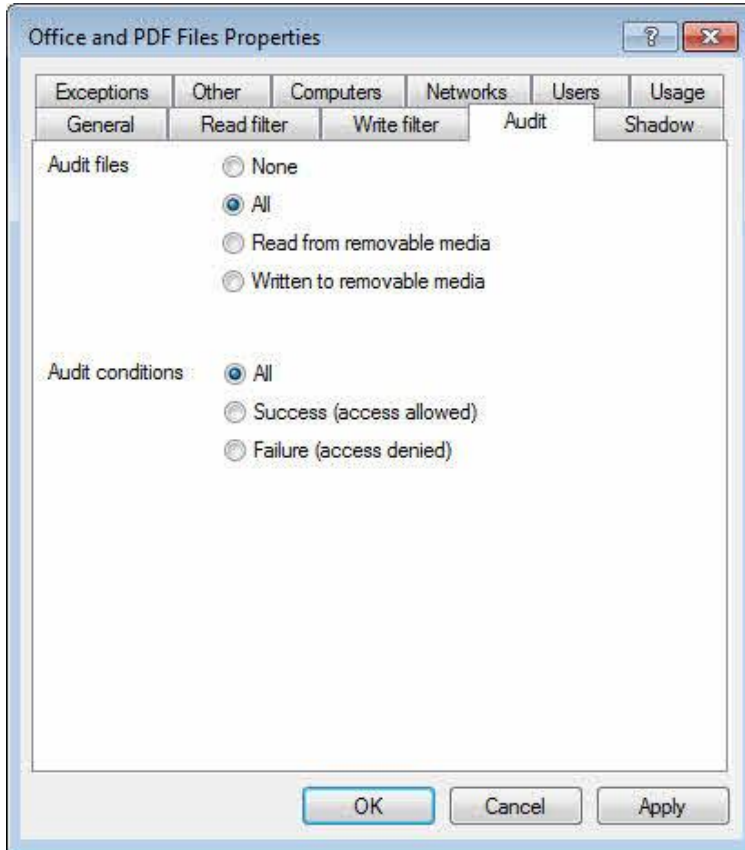 Office and PDF Files Properties
Exceptions Other Computers Networks Users Usage
General Read filter Write filter Audit Shadow
Audit files None
All
Read from removable media
Written to removable media
Audit conditions All
Success (access allowed)
Failure (access denied)
OK Cancel Apply